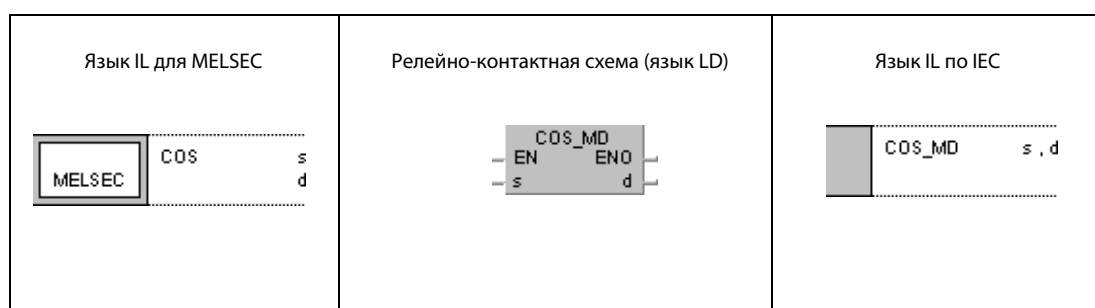 Язык IL для MELSEC
MELSEC
COS s
d
Релейно-контактная схема (язык LD)
COS_MD
EN ENO
s d
Язык IL по IEC
COS_MD s , d